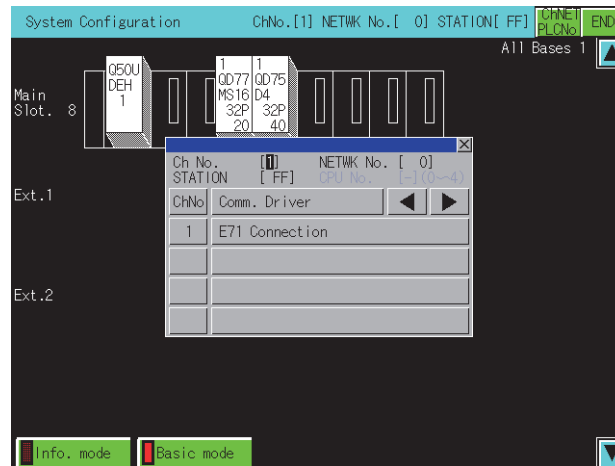 System Configuration ChNo.[1] NETWK No.[ 0] STATION[ FF] ChNET PLCNo END
All Bases 1
Q50U
DEH
1
1
QD77
MS16
32P
20
1
QD75
D4
32P
40
Main
Slot. 8
Ch No. [1] NETWK No. [ 0]
STATION [ FF] CPU No. [-](0~4)
ChNo Comm. Driver
1 E71 Connection
Ext.1
Ext.2
Info. mode Basic mode